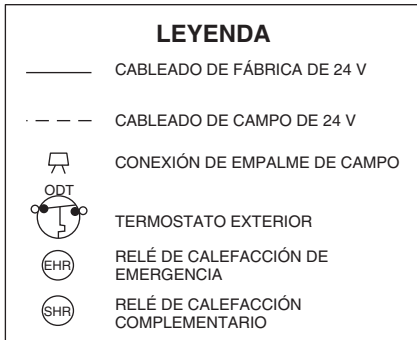 LEYENDA
CABLEADO DE FÁBRICA DE 24 V
CABLEADO DE CAMPO DE 24 V
CONEXIÓN DE EMPALME DE CAMPO
ODT
TERMOSTATO EXTERIOR
EHR
RELÉ DE CALEFACCIÓN DE
EMERGENCIA
SHR
RELÉ DE CALEFACCIÓN
COMPLEMENTARIO